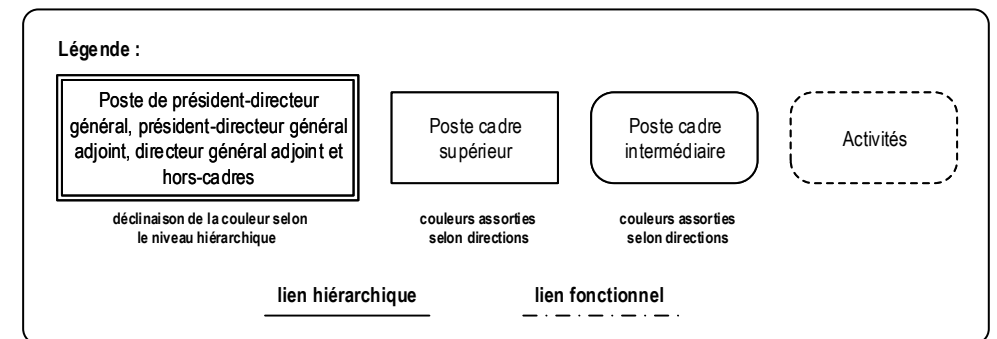 Légende :
Poste de président-directeur
général, président-directeur général
adjoint, directeur général adjoint et
hors-cadres
déclinaison de la couleur selon
le niveau hiérarchique
Poste cadre
supérieur
couleurs assorties
selon directions
Poste cadre
intermédiaire
couleurs assorties
selon directions
Activités
lien hiérarchique
lien fonctionnel